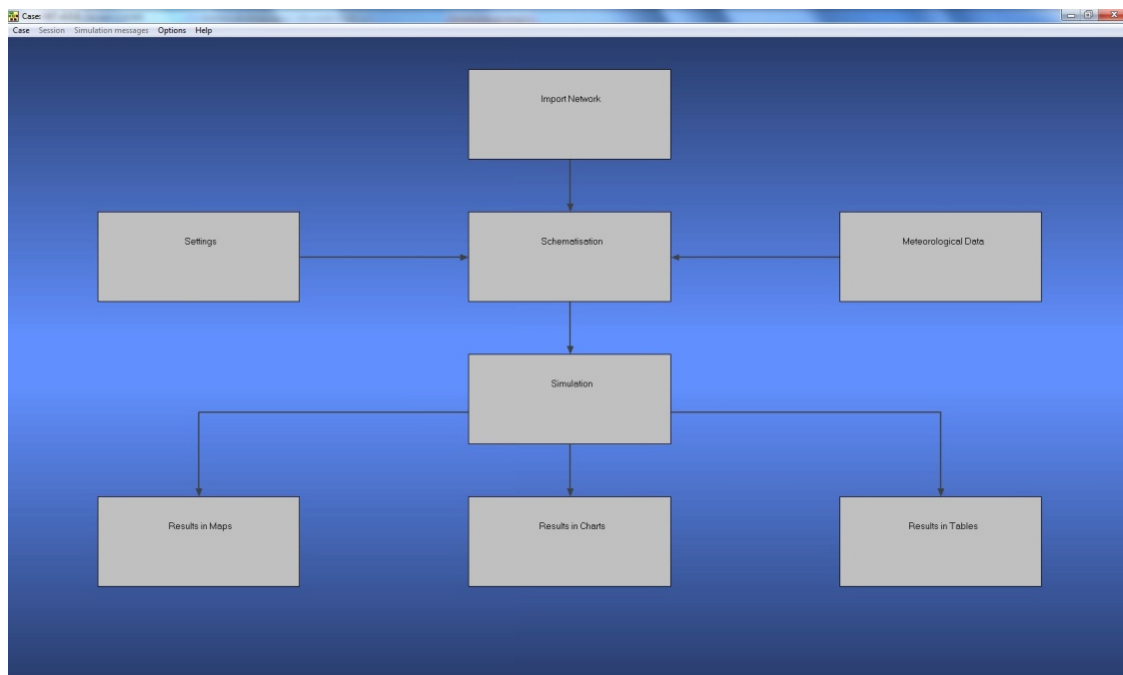 Case:
Case Session Simulation messages Options Help
Import Network
Settings
Schematisation
Meteorological Data
Simulation
Results in Maps
Results in Charts
Results in Tables